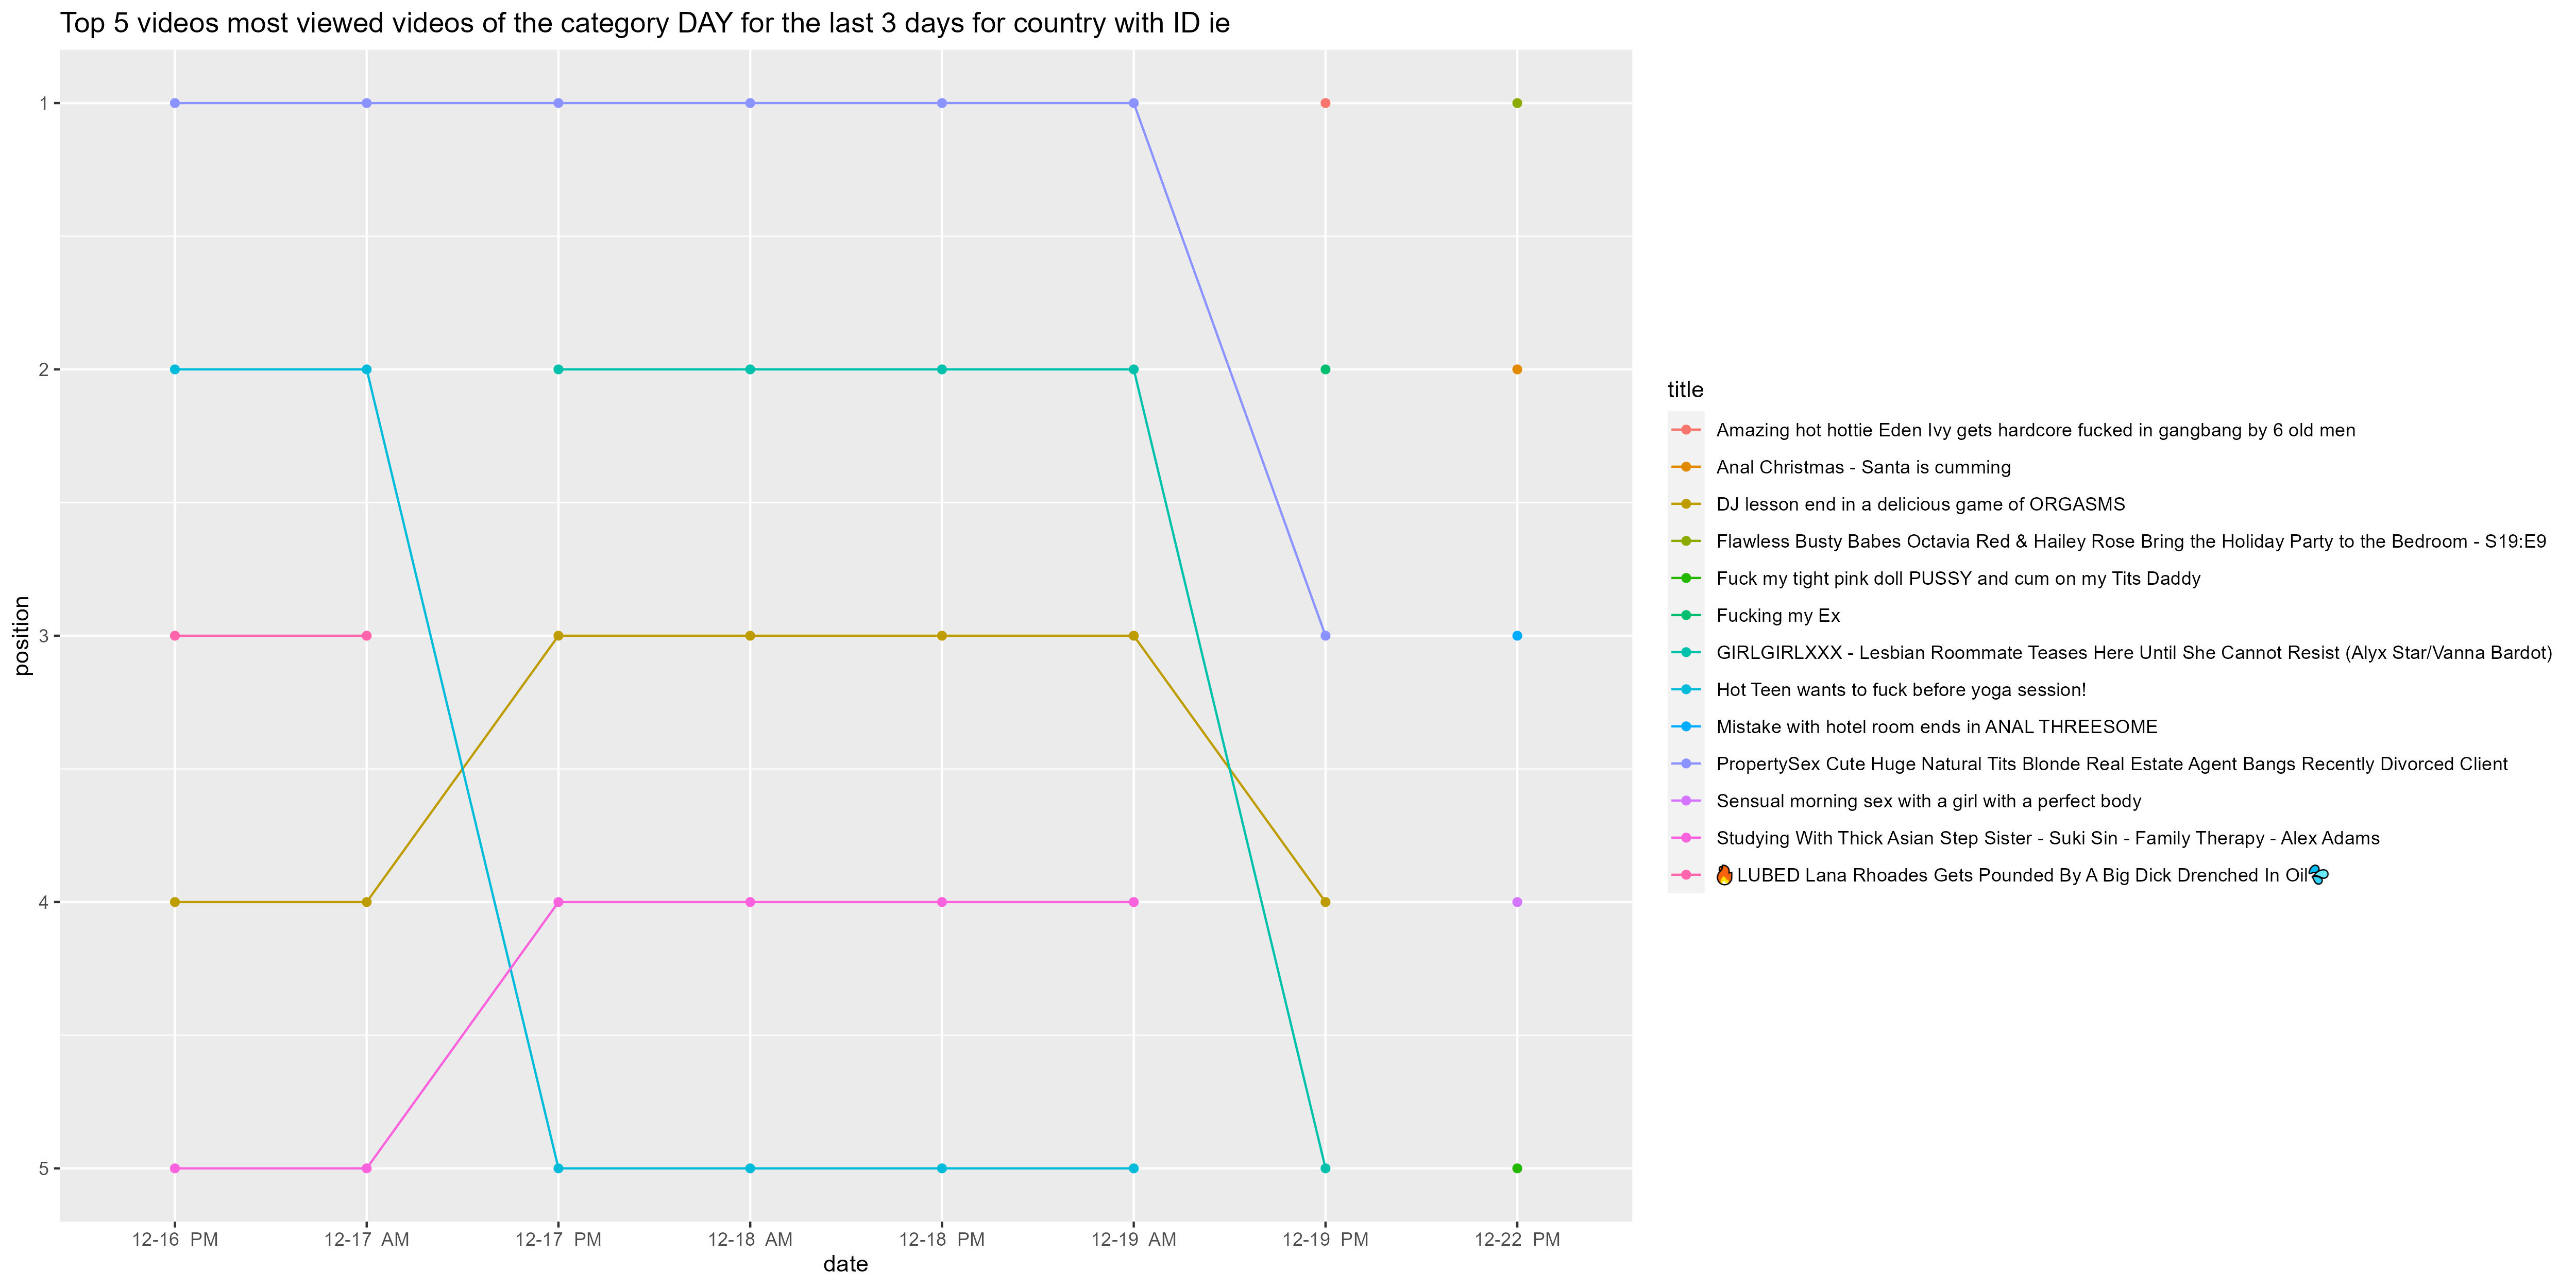 Top 5 videos most viewed videos of the category DAY for the last 3 days for country with ID ie
position
1
2
3
4
5
12-16 PM
12-17 AM
12-17 PM
12-18 AM
12-18 PM
12-19 AM
12-19 PM
12-22 PM
date
title
Amazing hot hottie Eden Ivy gets hardcore fucked in gangbang by 6 old men
Anal Christmas - Santa is cumming
DJ lesson end in a delicious game of ORGASMS
Flawless Busty Babes Octavia Red & Hailey Rose Bring the Holiday Party to the Bedroom - S19:E9
Fuck my tight pink doll PUSSY and cum on my Tits Daddy
Fucking my Ex
GIRLGIRLXXX - Lesbian Roommate Teases Here Until She Cannot Resist (Alyx Star/Vanna Bardot)
Hot Teen wants to fuck before yoga session!
Mistake with hotel room ends in ANAL THREESOME
PropertySex Cute Huge Natural Tits Blonde Real Estate Agent Bangs Recently Divorced Client
Sensual morning sex with a girl with a perfect body
Studying With Thick Asian Step Sister - Suki Sin - Family Therapy - Alex Adams
🔥LUBED Lana Rhoades Gets Pounded By A Big Dick Drenched In Oil💦